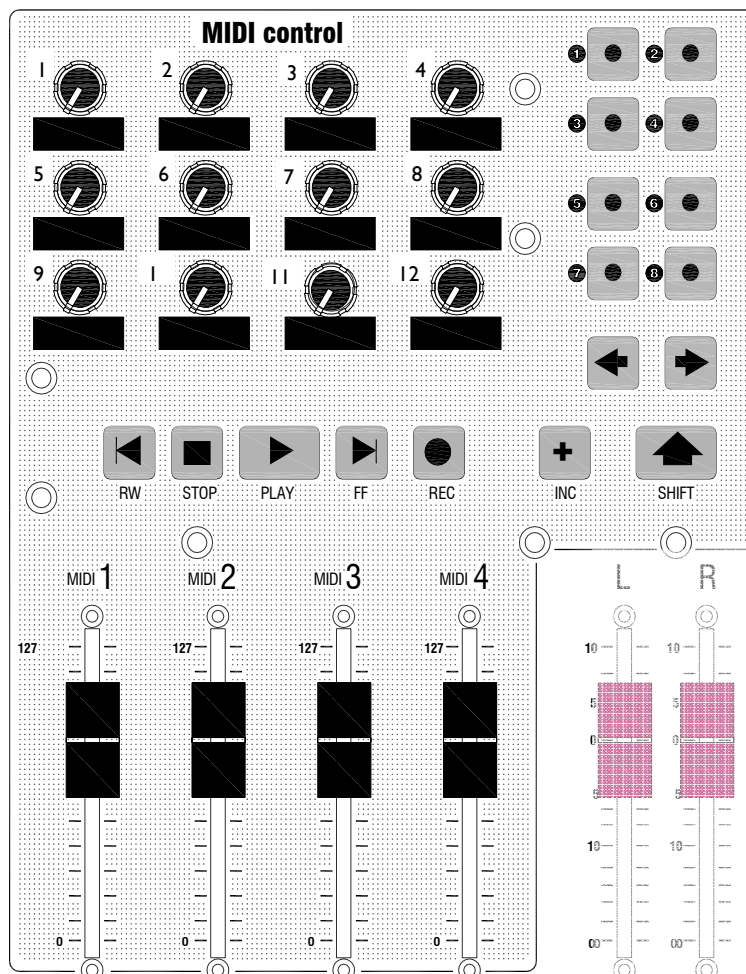 MIDI control
1 2 3 4
1 2
3 4
5 6 7 8
5 6
9 1 11 12
7 8
RW STOP PLAY FF REC + INC SHIFT
MIDI 1 MIDI 2 MIDI 3 MIDI 4 L R
127 127 127 127 10 10
5 5
0 0
5 5
10 10
0 0 0 0 00 00